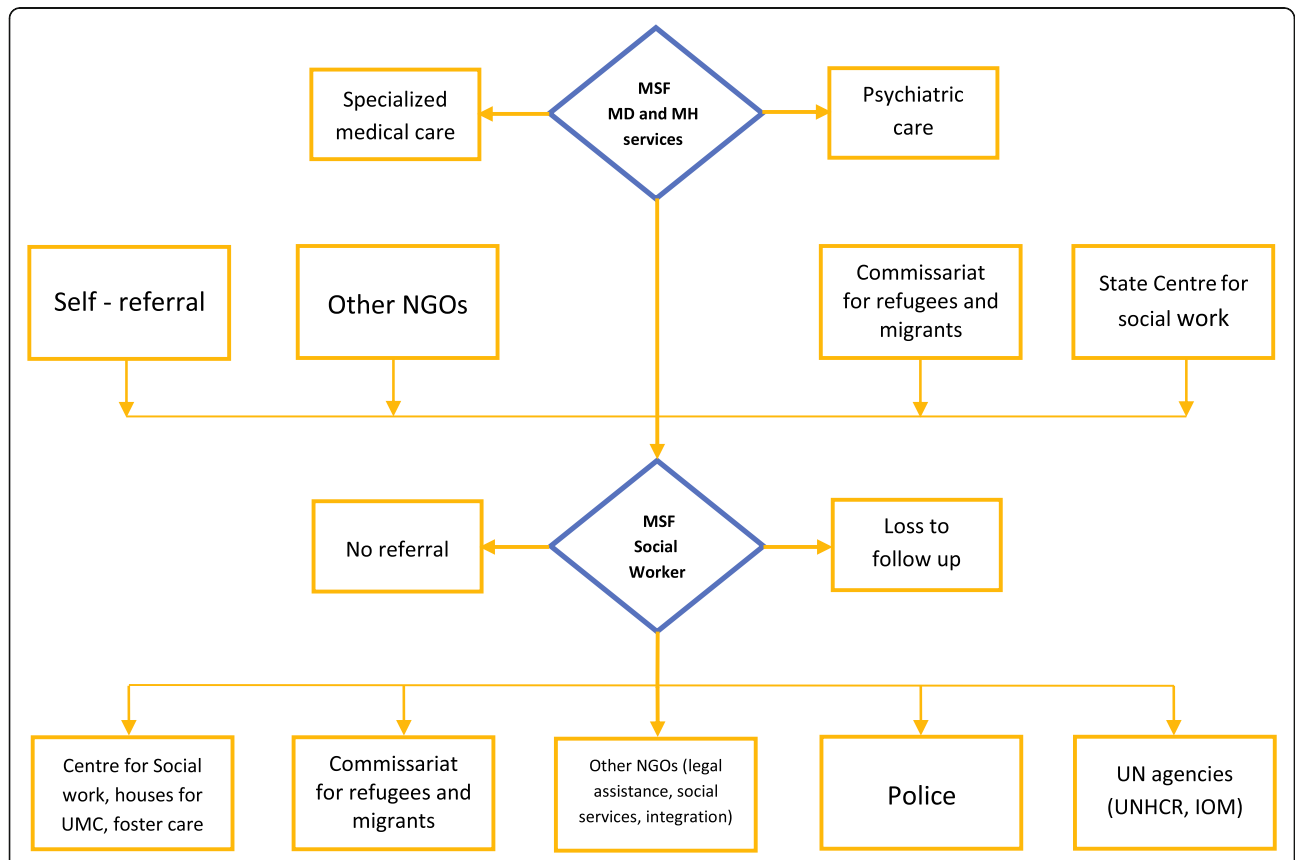 Specialized
medical care
MSF
MD and MH
services
Psychiatric
care
Self - referral
Other NGOs
Commissariat
for refugees and
migrants
State Centre for
social work
No referral
MSF
Social
Worker
Loss to
follow up
Centre for Social
work, houses for
UMC, foster care
Commissariat
for refugees and
migrants
Other NGOs (legal
assistance, social
services, integration)
Police
UN agencies
(UNHCR, IOM)